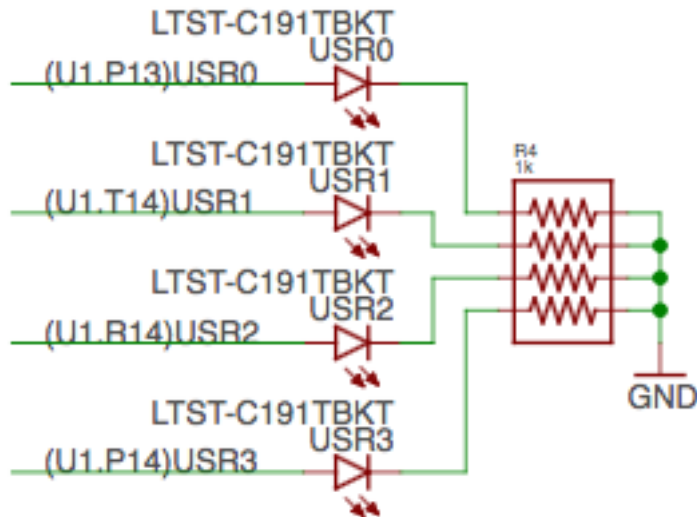 LTST-C191TBKT
USR0
(U1.P13)USR0
LTST-C191TBKT
USR1
(U1.T14)USR1
R4
1k
LTST-C191TBKT
USR2
(U1.R14)USR2
GND
LTST-C191TBKT
USR3
(U1.P14)USR3